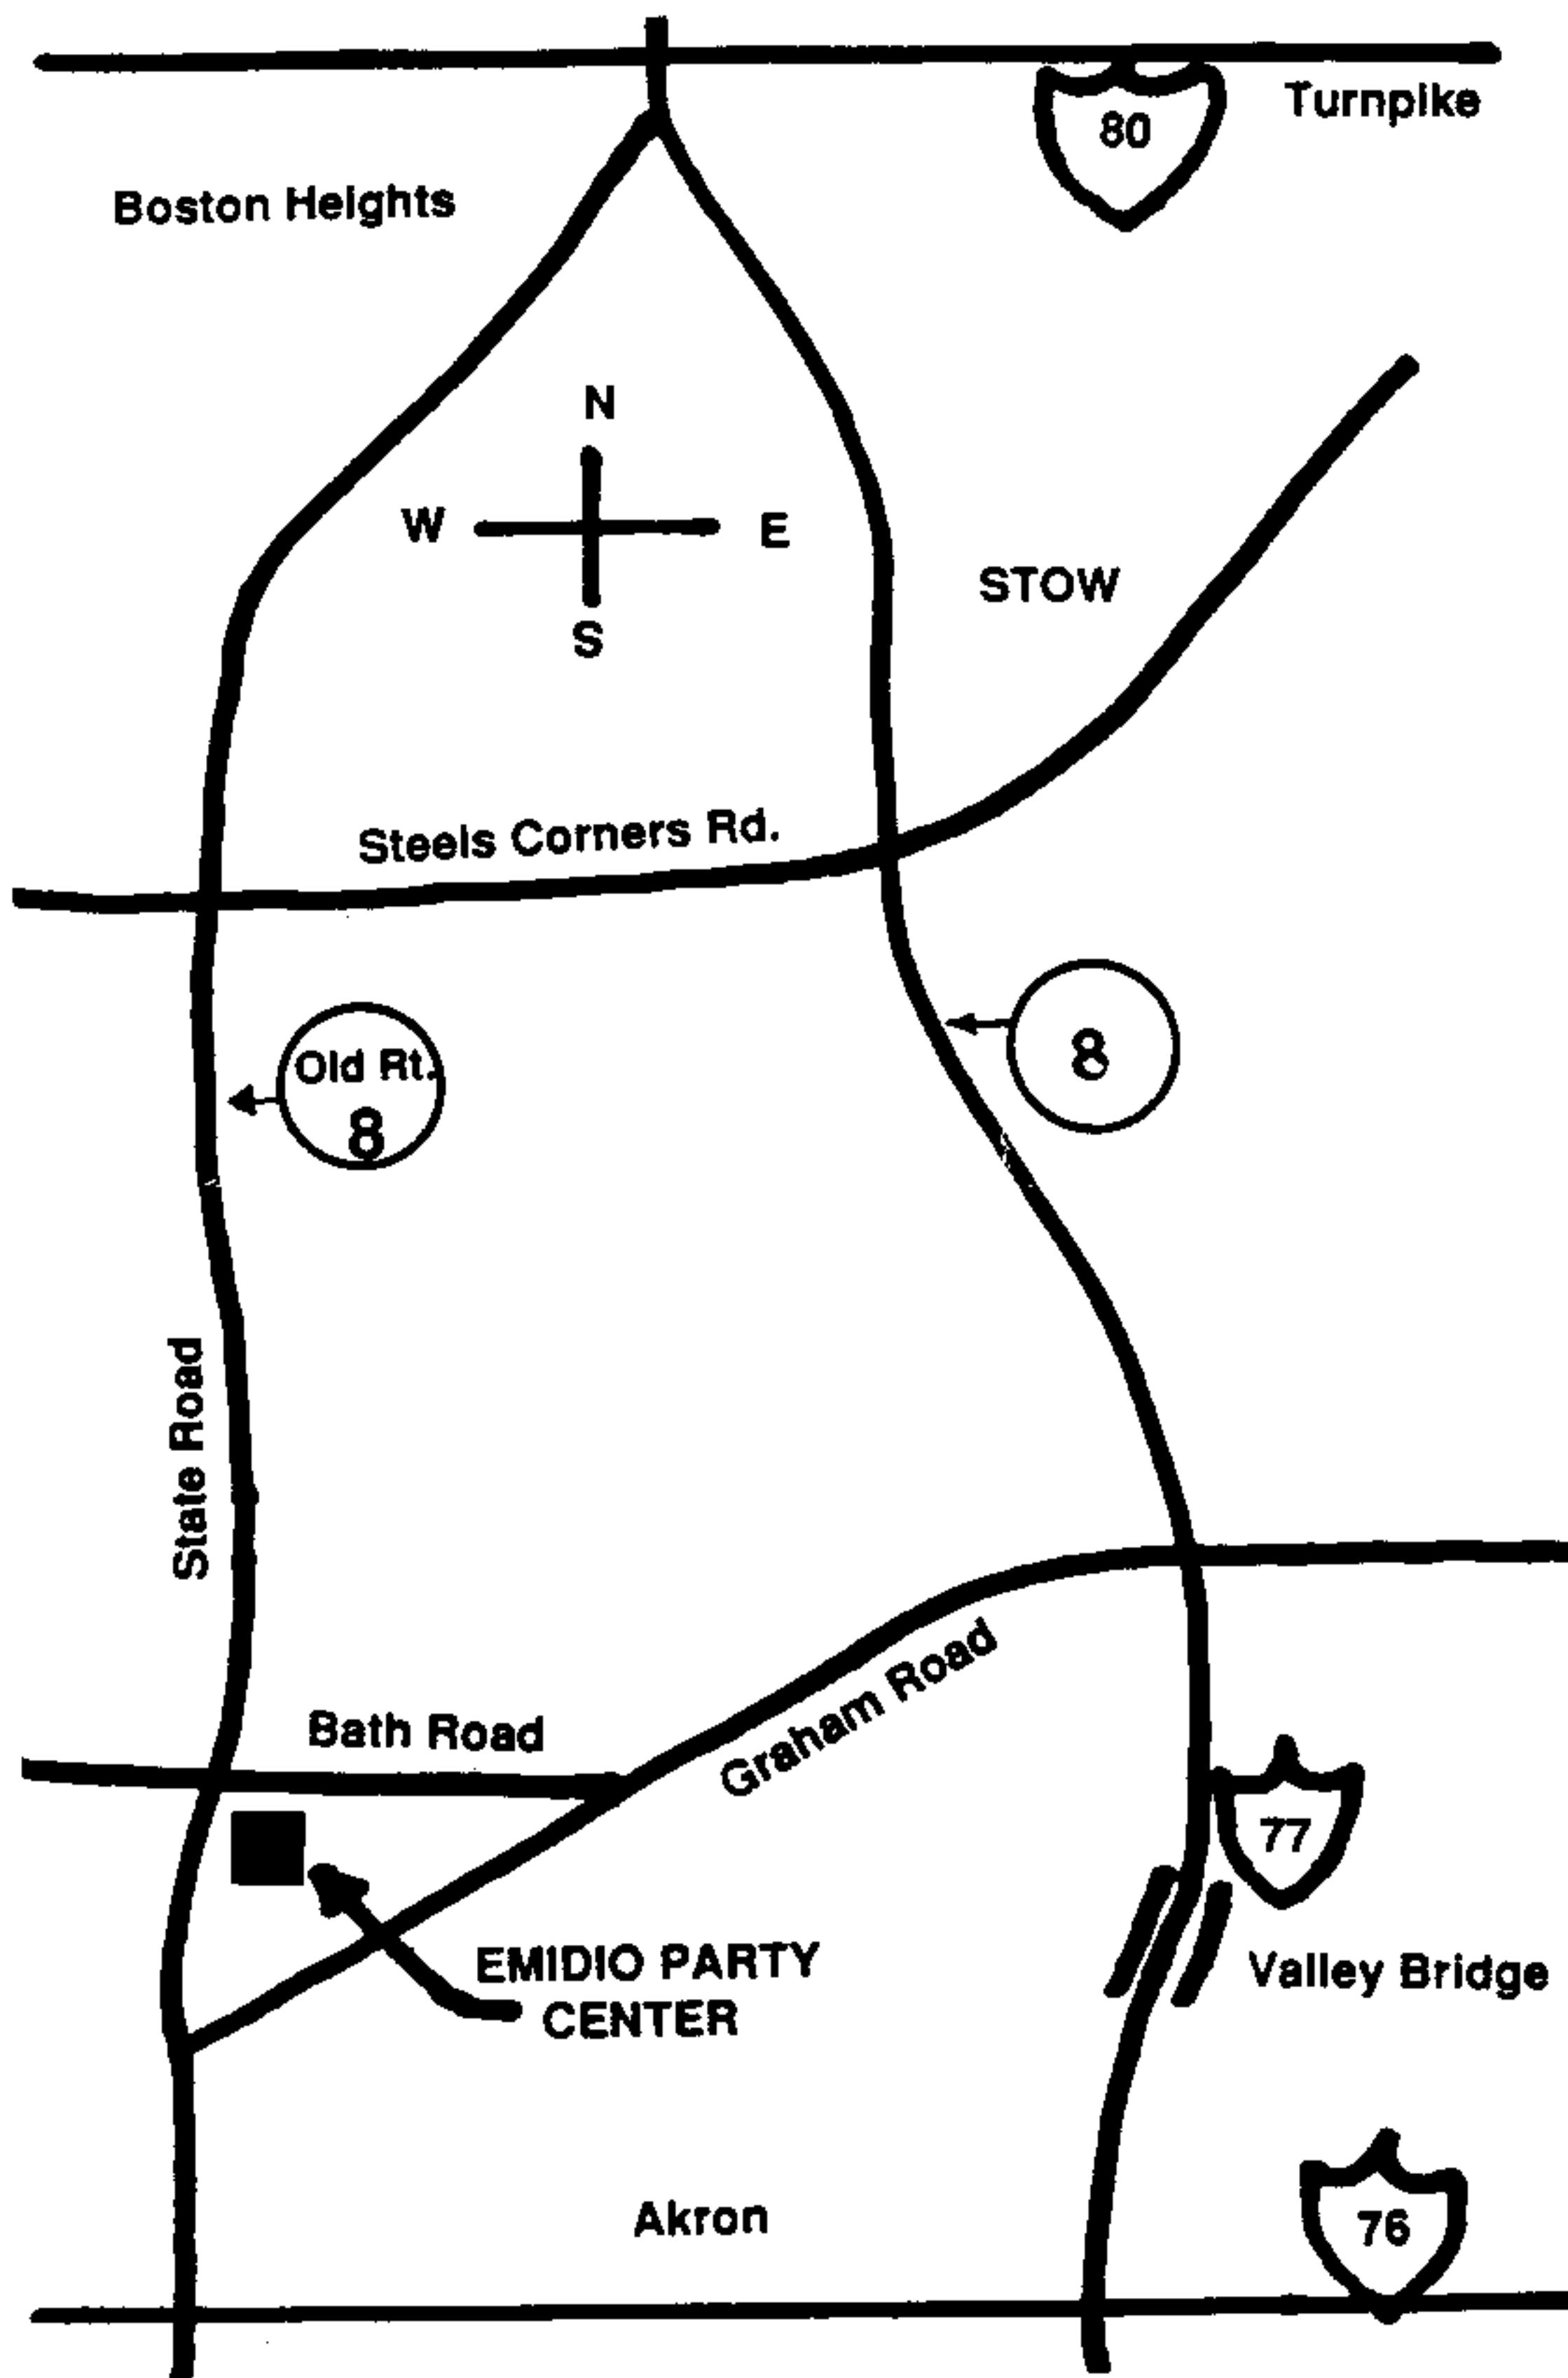 Turnpike
80
Boston Heights
N
W
E
S
STOW
Steels Corners Rd.
Old Rt.
8
8
State Road
Bath Road
Graham Road
77
EMIDIO PARTY
CENTER
Valley Bridge
Akron
76